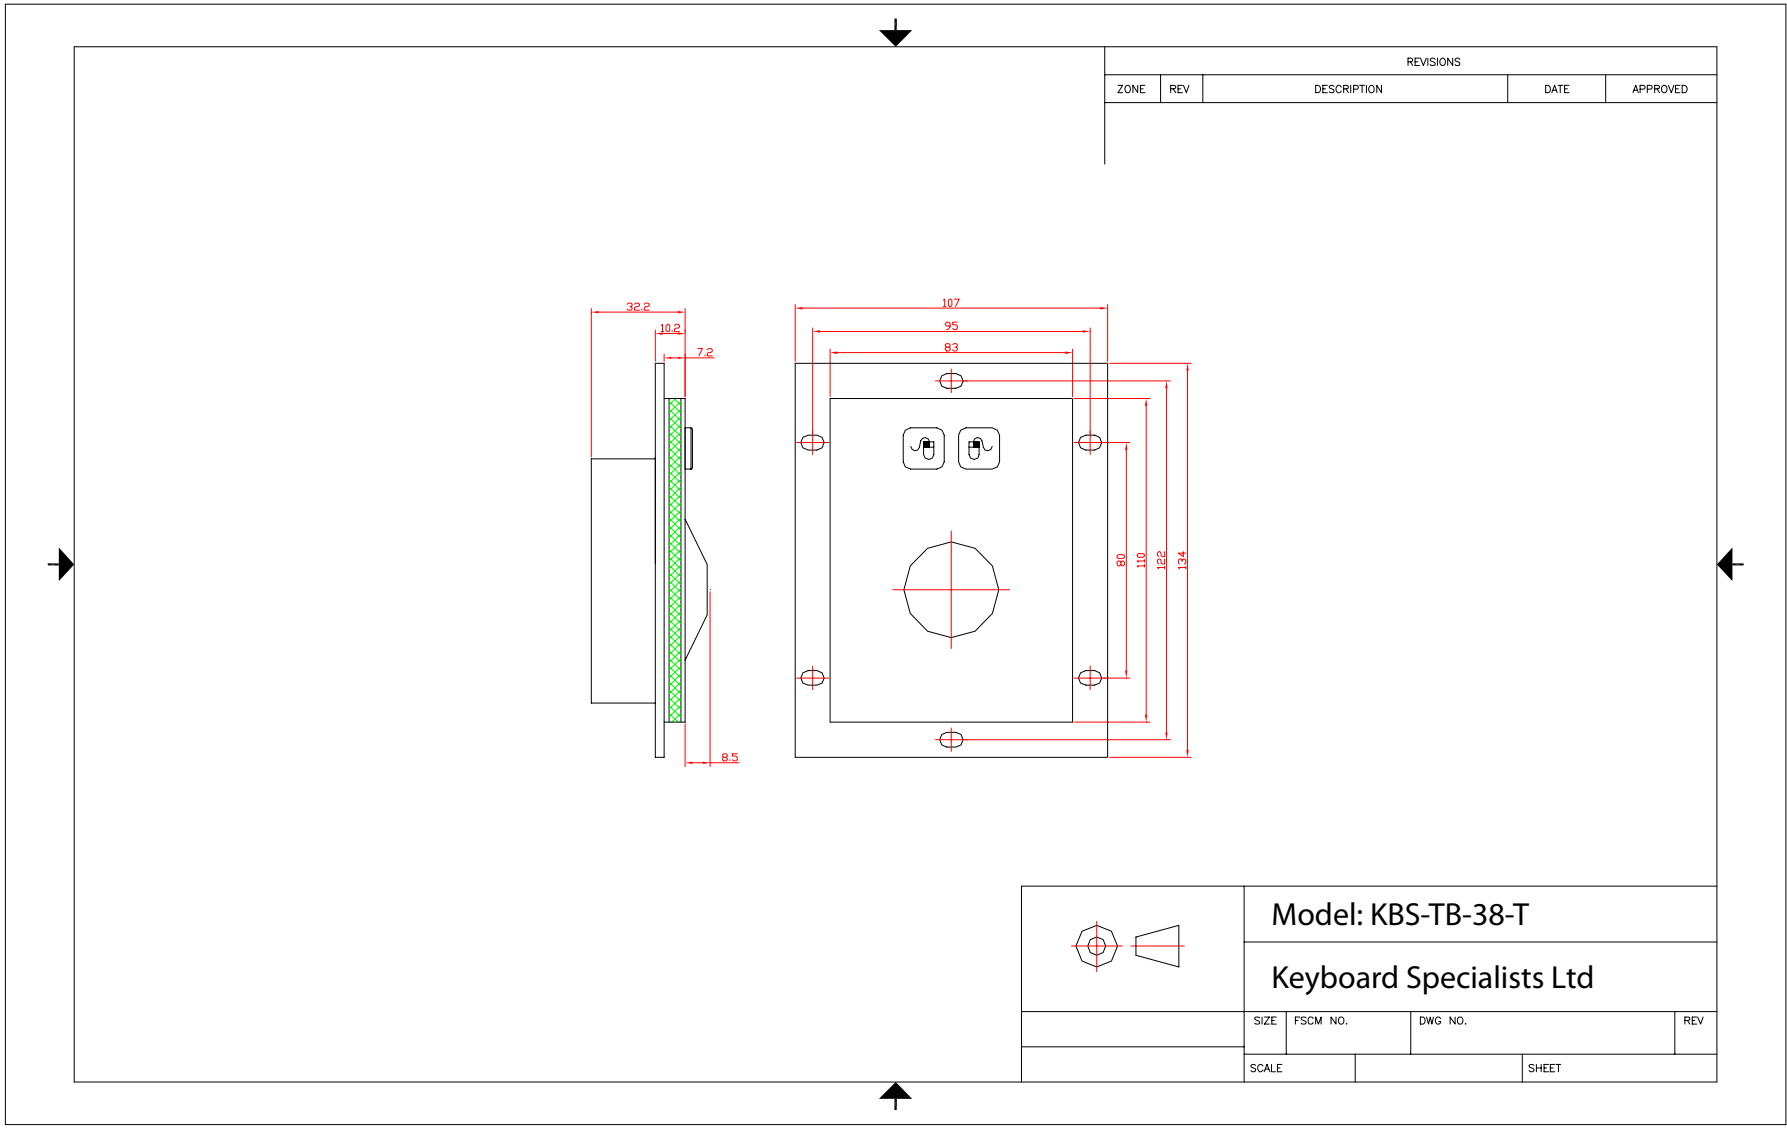 REVISIONS
ZONE REV DESCRIPTION DATE APPROVED
32.2
10.2
7.2
8.5
107
95
83
80
110
122
134
Model: KBS-TB-38-T
Keyboard Specialists Ltd
SIZE FSCM NO. DWG NO. REV
SCALE SHEET